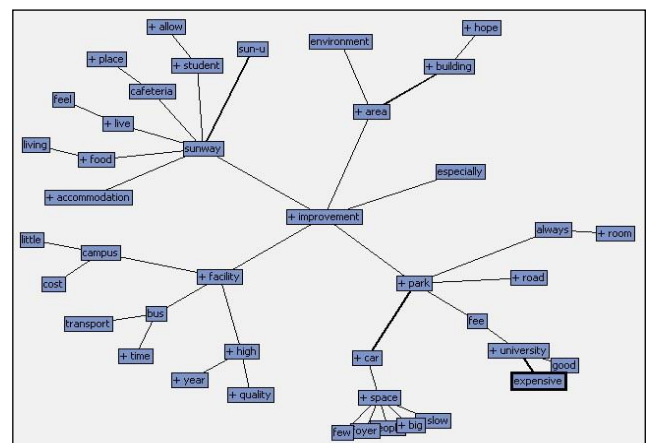 + allow
sun-u
+ place
+ student
cafeteria
feel
+ live
living
+ food
sunway
+ accommodation
environment
+ hope
+ building
+ area
especially
+ improvement
little
campus
cost
+ facility
bus
transport
+ time
+ high
+ year
+ quality
always
+ room
+ park
+ road
fee
+ university
good
expensive
+ car
+ space
few
+ big
slow